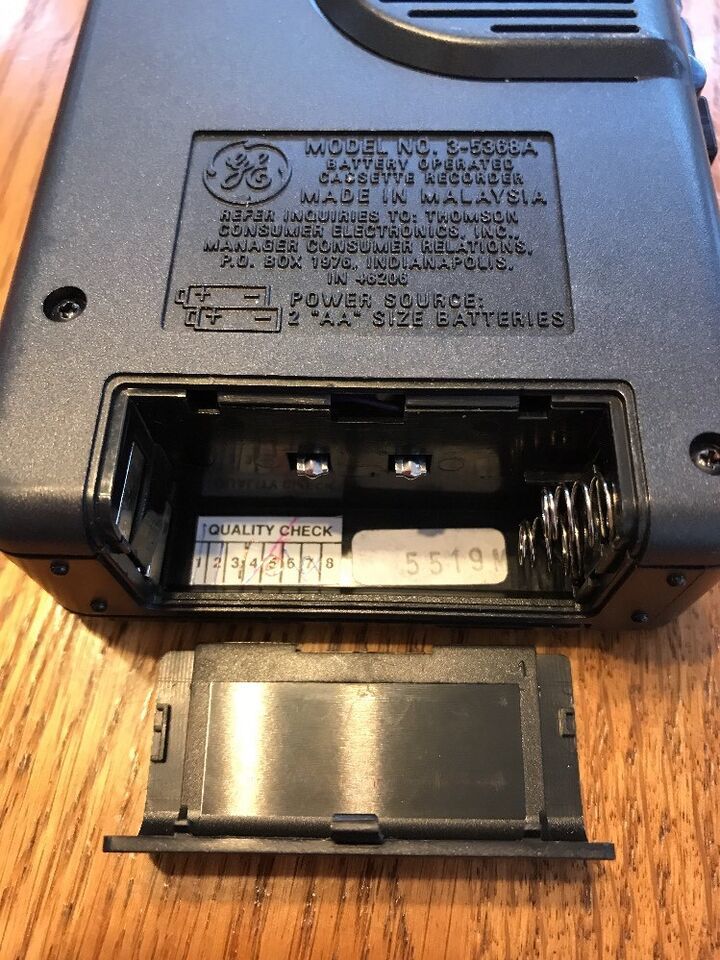 GE
MODEL NO. 3-5368A
BATTERY OPERATED
CASSETTE RECORDER
MADE IN MALAYSIA
REFER INQUIRIES TO: THOMSON
CONSUMER ELECTRONICS, INC.,
MANAGER CONSUMER RELATIONS,
P.O. BOX 1976, INDIANAPOLIS,
IN 46206
+ -
+ -
POWER SOURCE:
2 "AA" SIZE BATTERIES
QUALITY CHECK
1 2 3 4 5 6 7 8
5519M
1